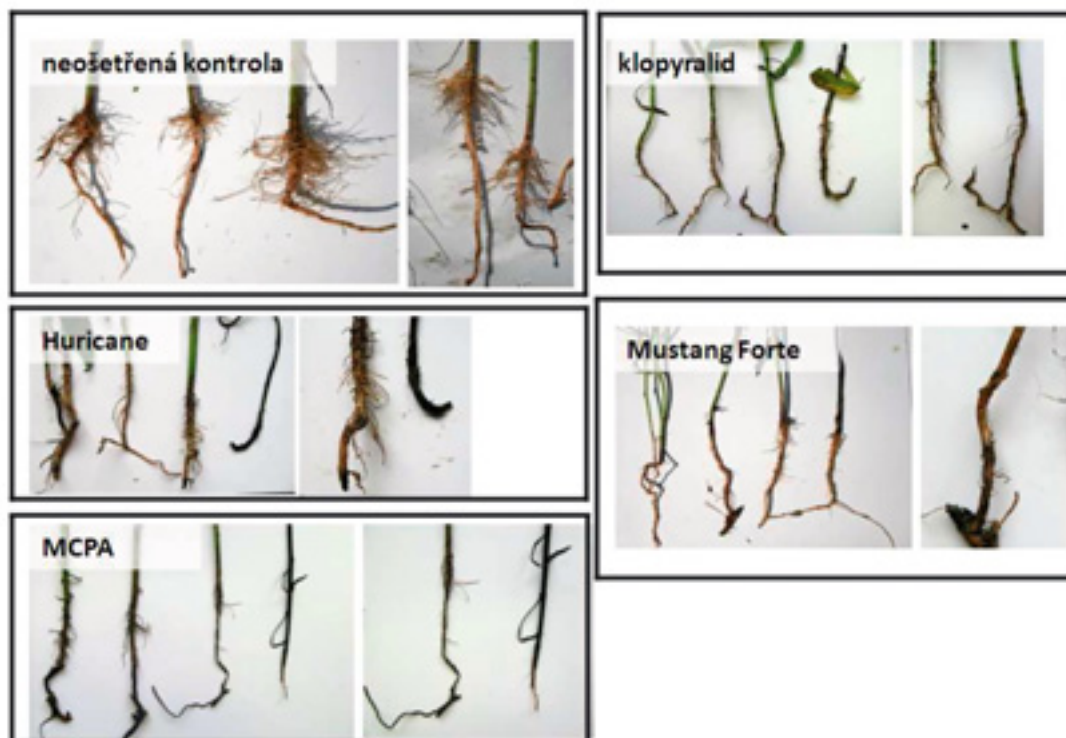 neošetřená kontrola
klopyralid
Huricane
Mustang Forte
MCPA